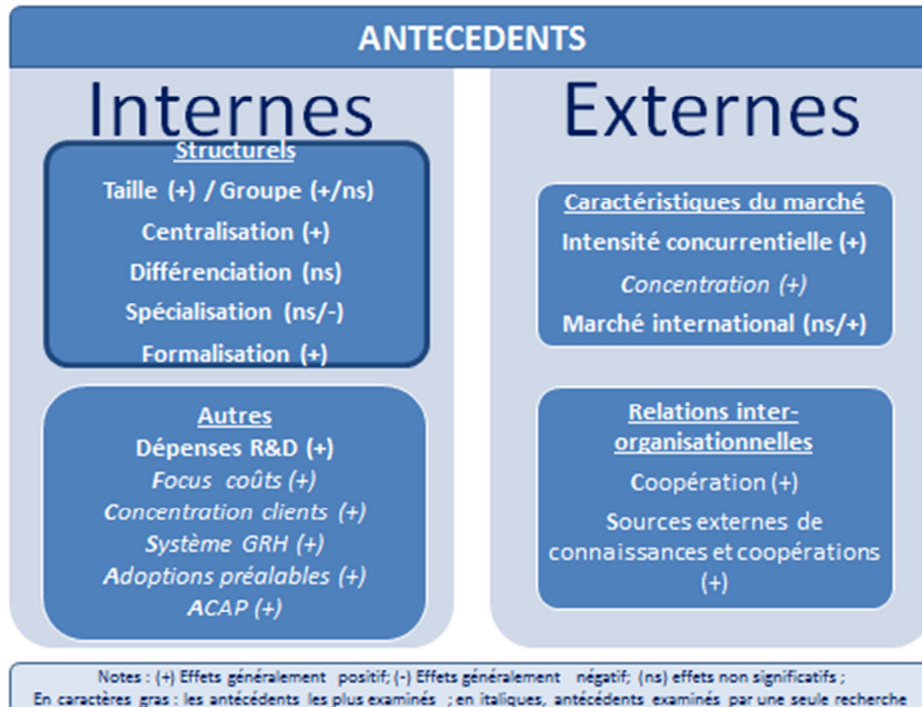 ANTECEDENTS
Internes
Structurels
Taille (+) / Groupe (+/ns)
Centralisation (+)
Différenciation (ns)
Spécialisation (ns/-)
Formalisation (+)
Autres
Dépenses R&D (+)
Focus coûts (+)
Concentration clients (+)
Système GRH (+)
Adoptions préalables (+)
ACAP (+)
Externes
Caractéristiques du marché
Intensité concurrentielle (+)
Concentration (+)
Marché international (ns/+)
Relations inter-
organisationnelles
Coopération (+)
Sources externes de
connaissances et coopérations
(+)
Notes : (+) Effets généralement positif; (-) Effets généralement négatif; (ns) effets non significatifs ;
En caractères gras : les antécédents les plus examinés ; en italiques, antécédents examinés par une seule recherche